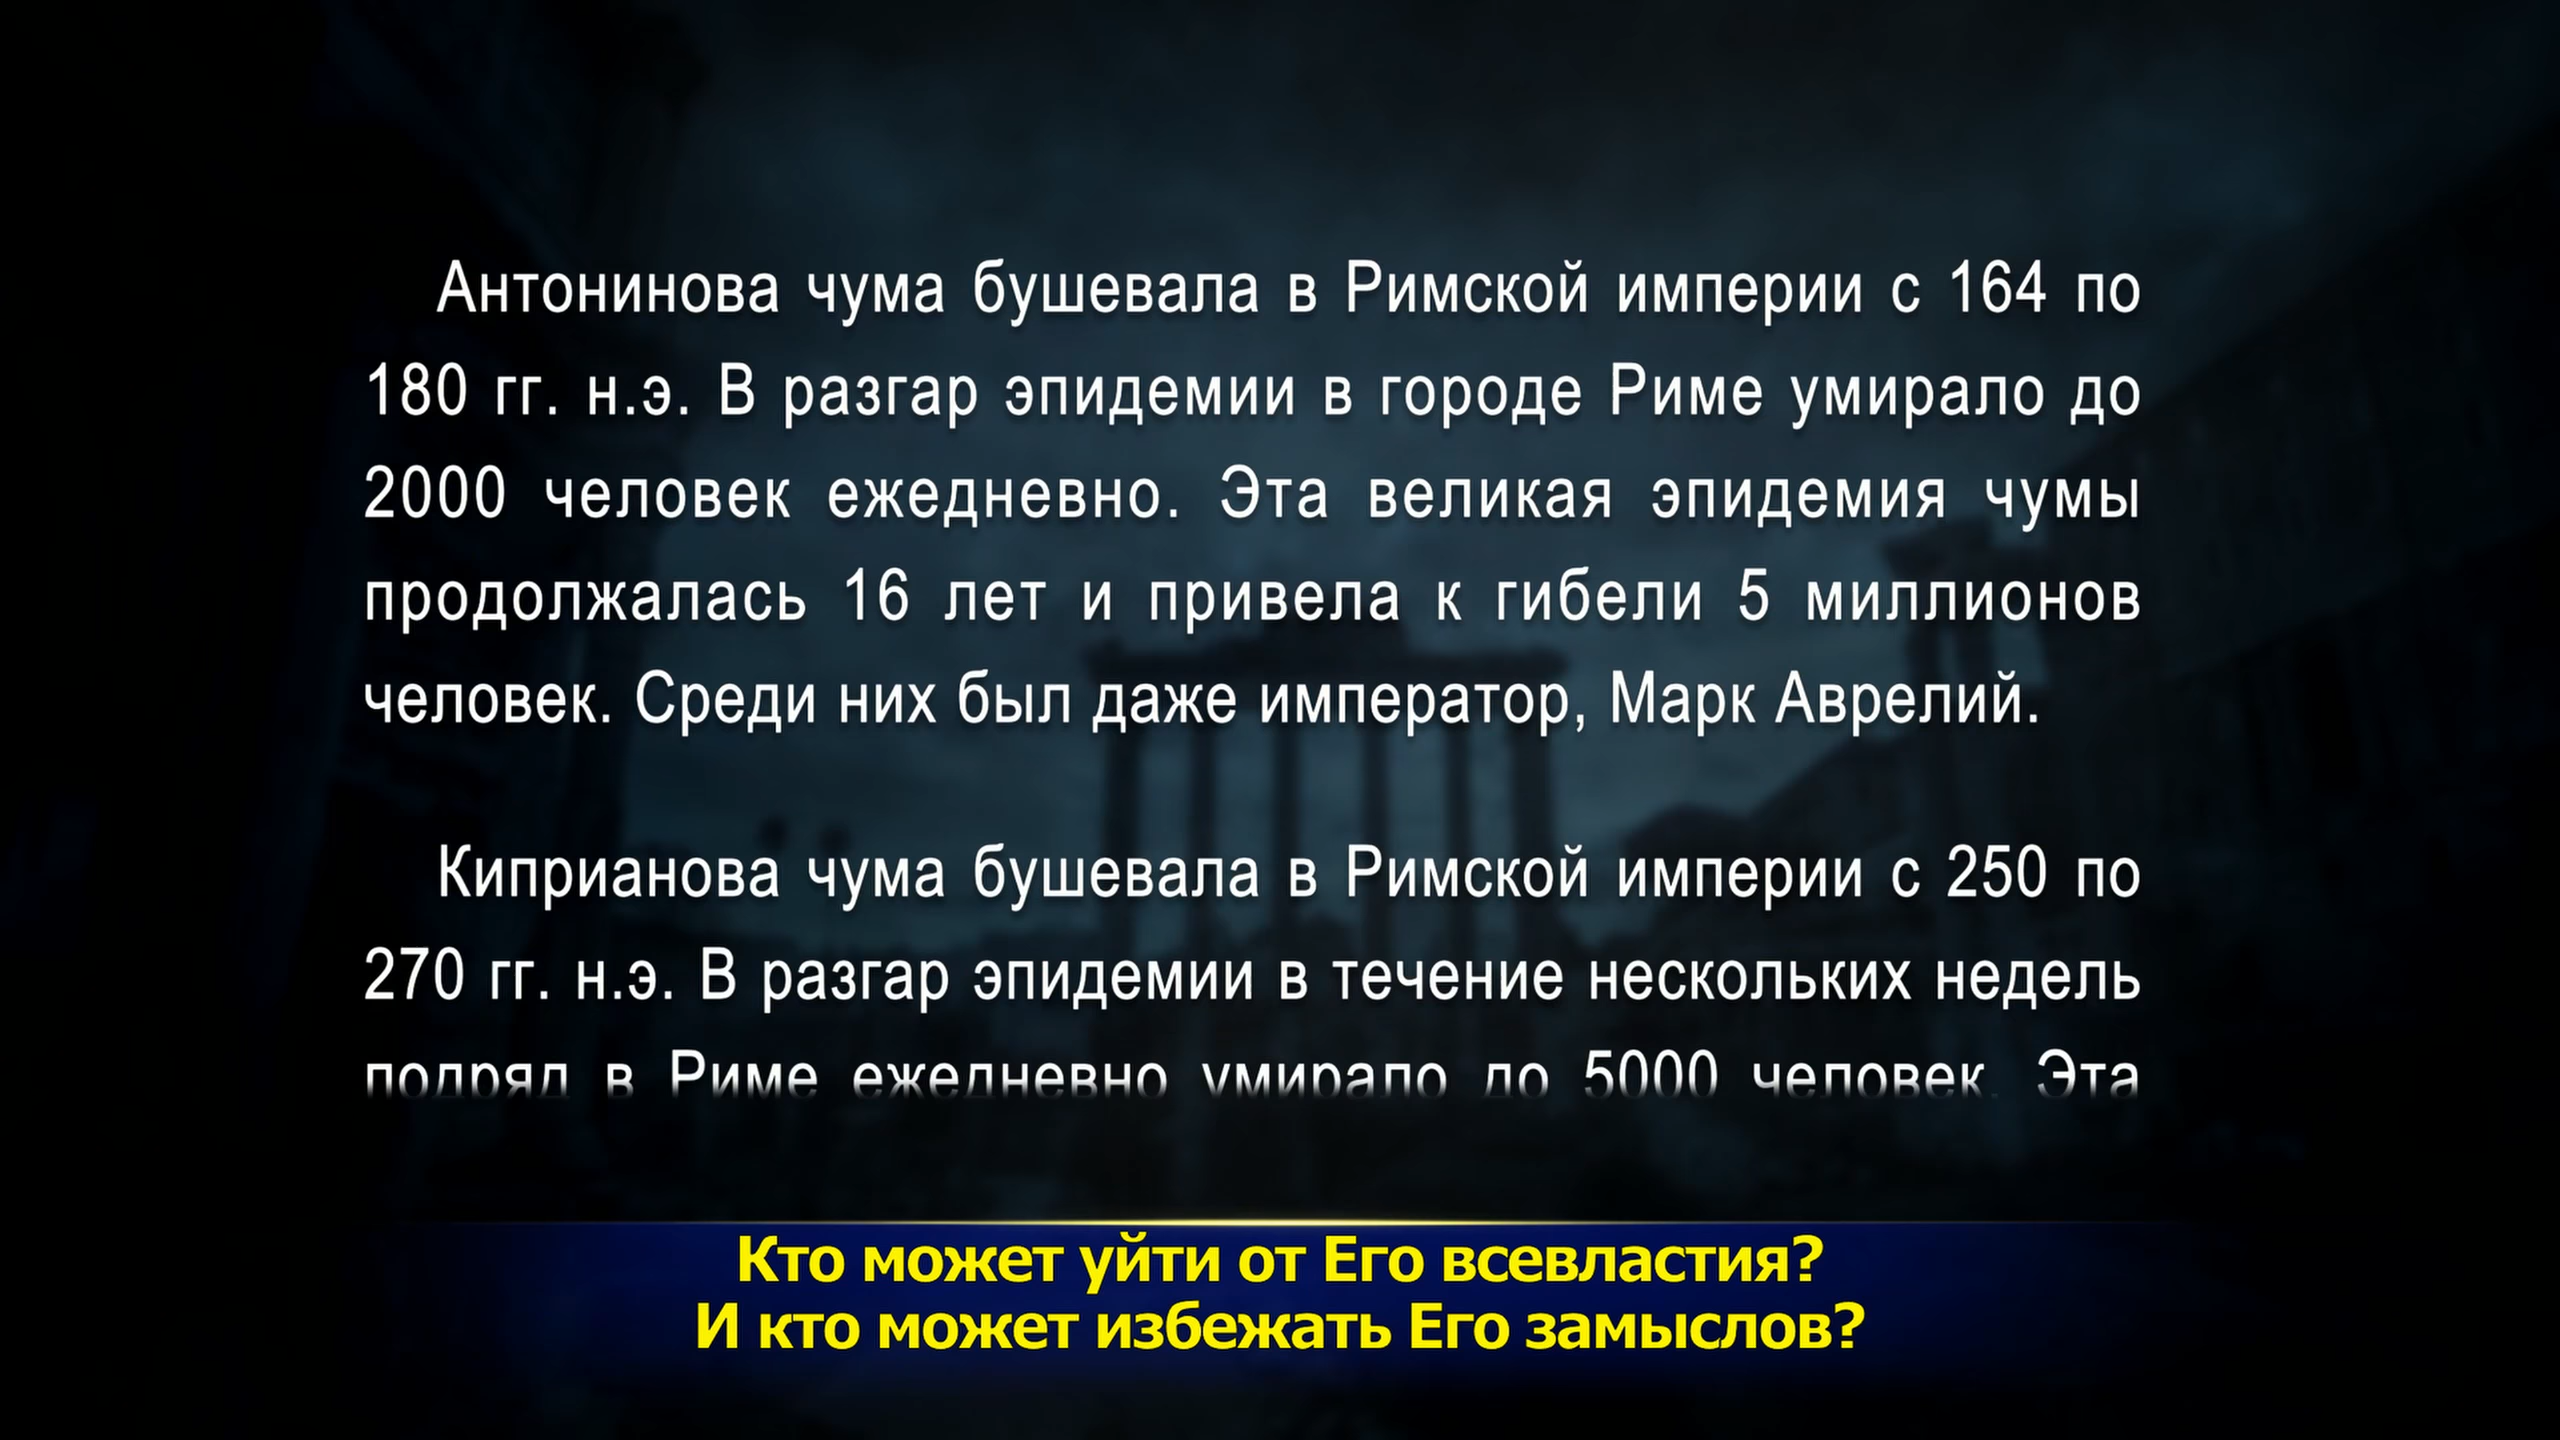 Антонинова чума бушевала в Римской империи с 164 по
180 гг. н.э. В разгар эпидемии в городе Риме умирало до
2000 человек ежедневно. Эта великая эпидемия чумы
продолжалась 16 лет и привела к гибели 5 миллионов
человек. Среди них был даже император, Марк Аврелий.
Киприанова чума бушевала в Римской империи с 250 по
270 гг. н.э. В разгар эпидемии в течение нескольких недель
подряд в Риме ежедневно умирало до 5000 человек. Эта
Кто может уйти от Его всевластия?
И кто может избежать Его замыслов?